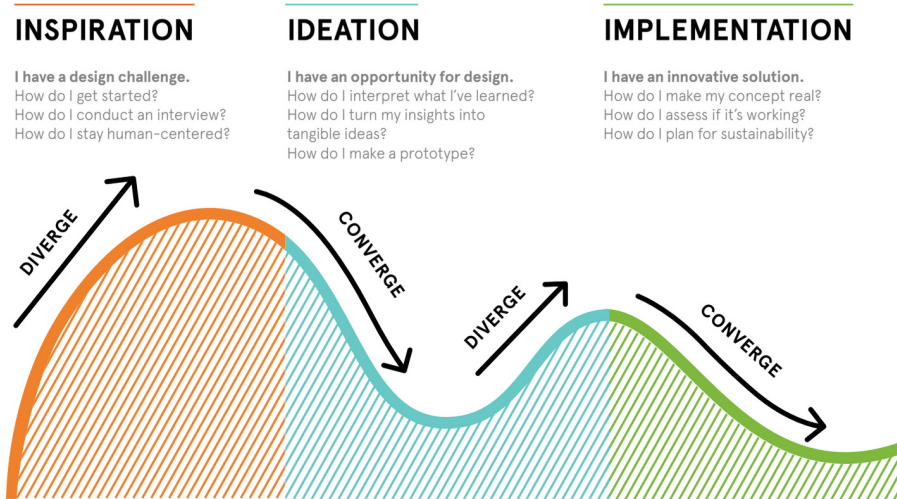 INSPIRATION
I have a design challenge.
How do I get started?
How do I conduct an interview?
How do I stay human-centered?
IDEATION
I have an opportunity for design.
How do I interpret what I've learned?
How do I turn my insights into
tangible ideas?
How do I make a prototype?
IMPLEMENTATION
I have an innovative solution.
How do I make my concept real?
How do I assess if it's working?
How do I plan for sustainability?
DIVERGE
CONVERGE
DIVERGE
CONVERGE